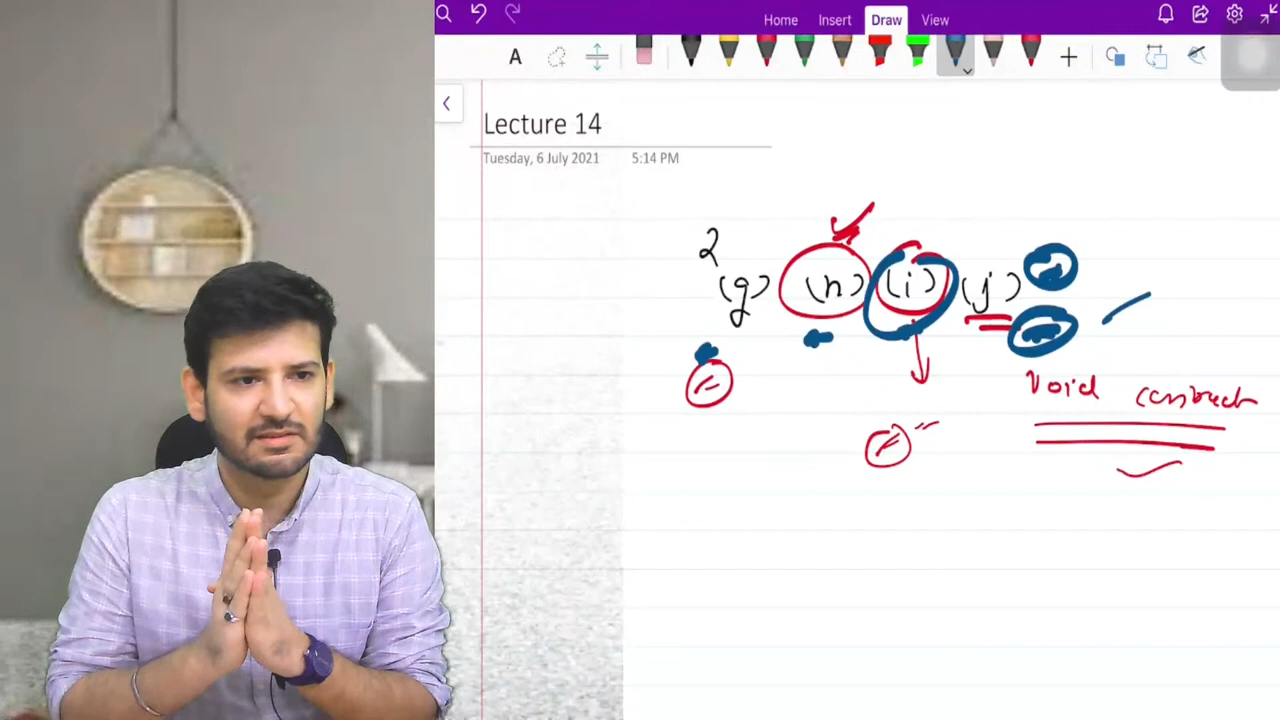 Home Insert Draw View
A
Lecture 14
Tuesday, 6 July 2021 5:14 PM
2
(g) (h) (i) (j)
Void contract